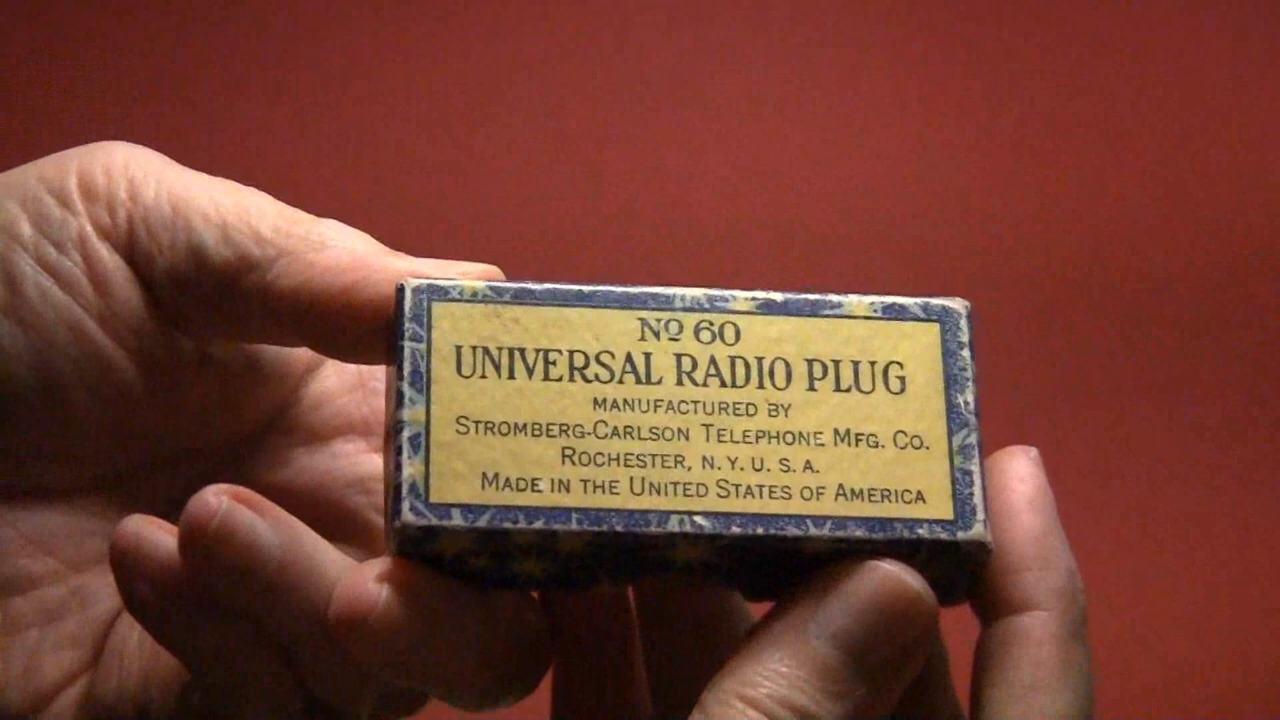 Nº 60
UNIVERSAL RADIO PLUG
MANUFACTURED BY
STROMBERG-CARLSON TELEPHONE MFG. CO.
ROCHESTER, N.Y. U. S. A.
MADE IN THE UNITED STATES OF AMERICA